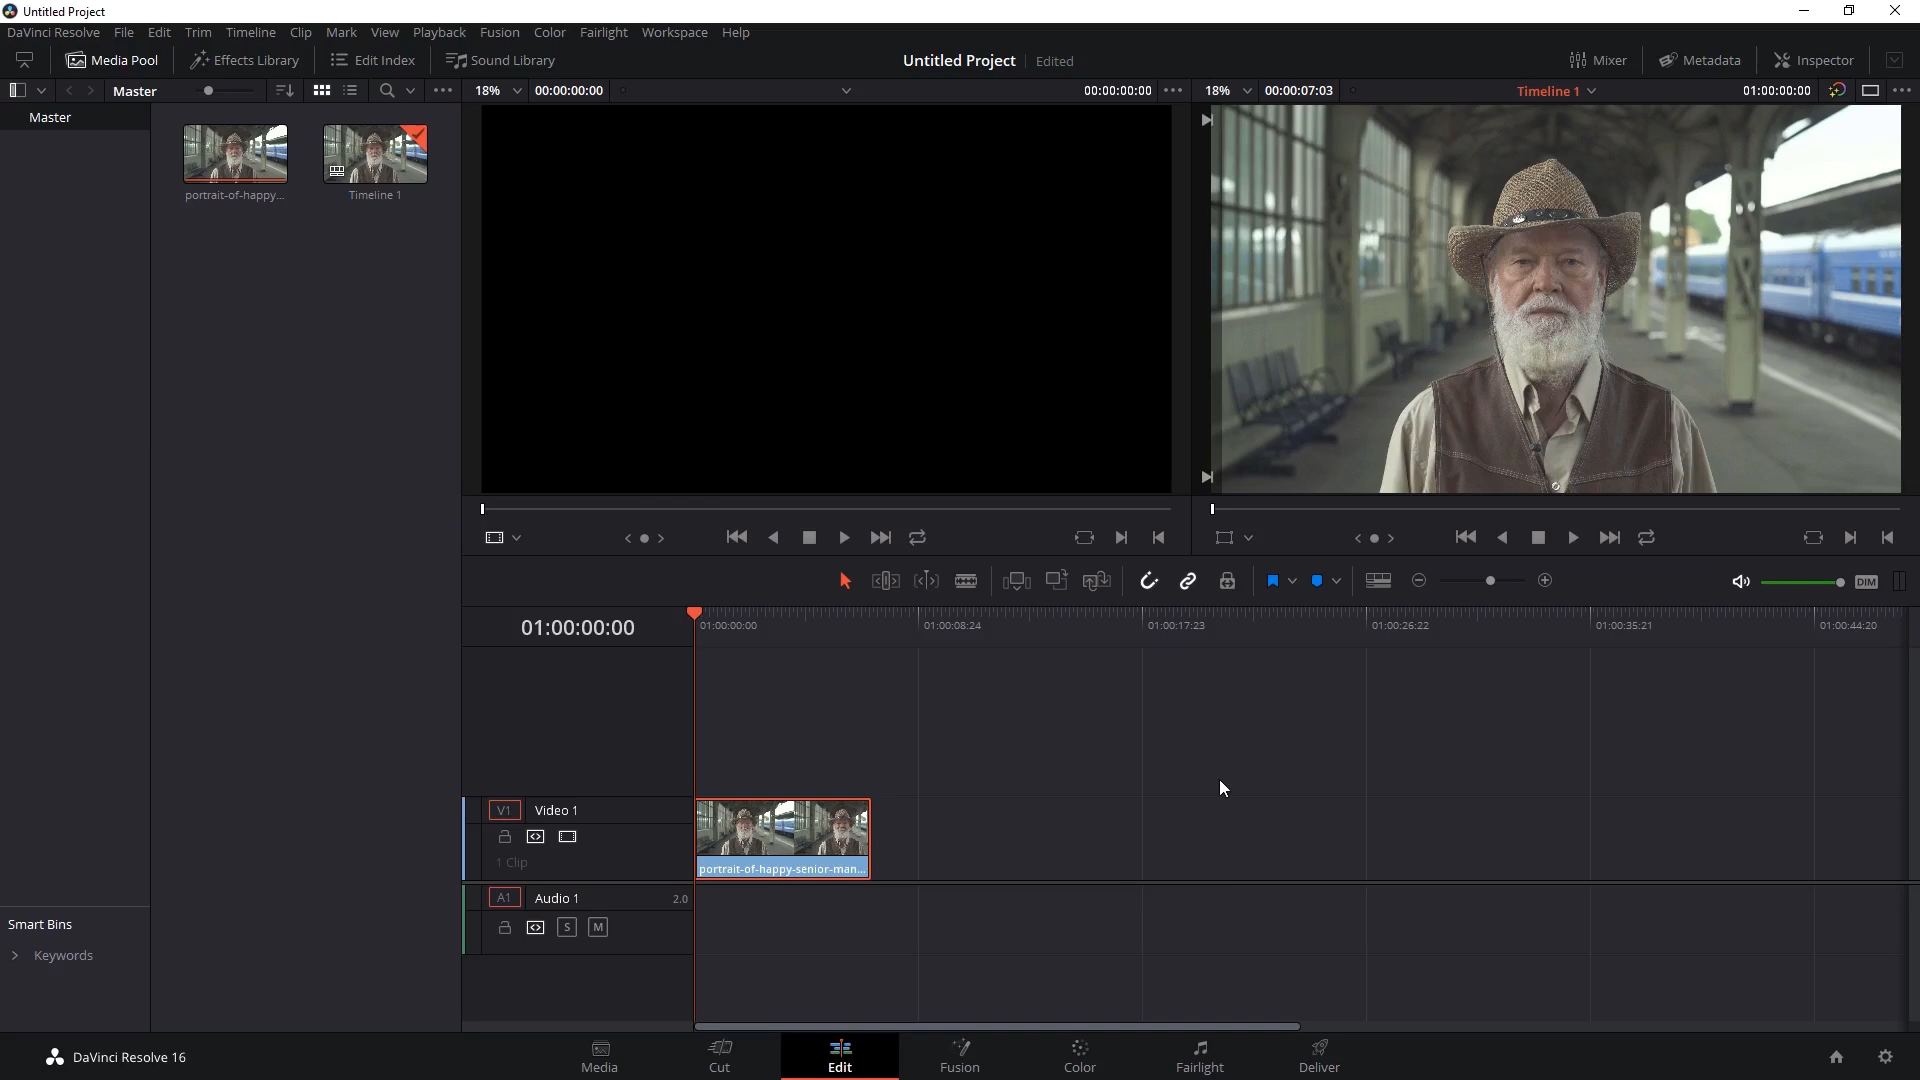 Untitled Project
DaVinci Resolve File Edit Trim Timeline Clip Mark View Playback Fusion Color Fairlight Workspace Help
Media Pool Effects Library Edit Index Sound Library Untitled Project Edited Mixer Metadata Inspector
Master 18% 00:00:00:00 00:00:00:00 18% 00:00:07:03 Timeline 1 01:00:00:00
Master
portrait-of-happy... Timeline 1
DIM
01:00:00:00 01:00:00:00 01:00:08:24 01:00:17:23 01:00:26:22 01:00:35:21 01:00:44:20
V1 Video 1
1 Clip
portrait-of-happy-senior-man...
A1 Audio 1 2.0
S M
Smart Bins
Keywords
DaVinci Resolve 16
Media Cut Edit Fusion Color Fairlight Deliver